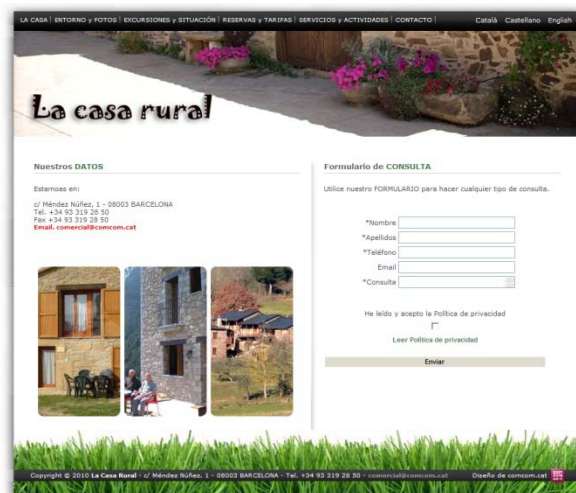 LA CASA | ENTORNO y FOTOS | EXCURSIONES y SITUACIÓN | RESERVAS y TARIFAS | SERVICIOS y ACTIVIDADES | CONTACTO |
Català Castellano English
La casa rural
Nuestros DATOS
Estamoas en:
c/ Méndez Núñez, 1 - 08003 BARCELONA
Tel. +34 93 319 28 50
Fax +34 93 319 28 50
Email. comercial@comcom.cat
Formulario de CONSULTA
Utilice nuestro FORMULARIO para hacer cualquier tipo de consulta.
*Nombre
*Apellidos
*Teléfono
Email
*Consulta
He leído y acepto la Política de privacidad
Leer Política de privacidad
Enviar
Copyright © 2010 La Casa Rural - c/ Méndez Núñez, 1 - 08003 BARCELONA - Tel. +34 93 319 28 50 - comercial@comcom.cat
Diseño de comcom.cat